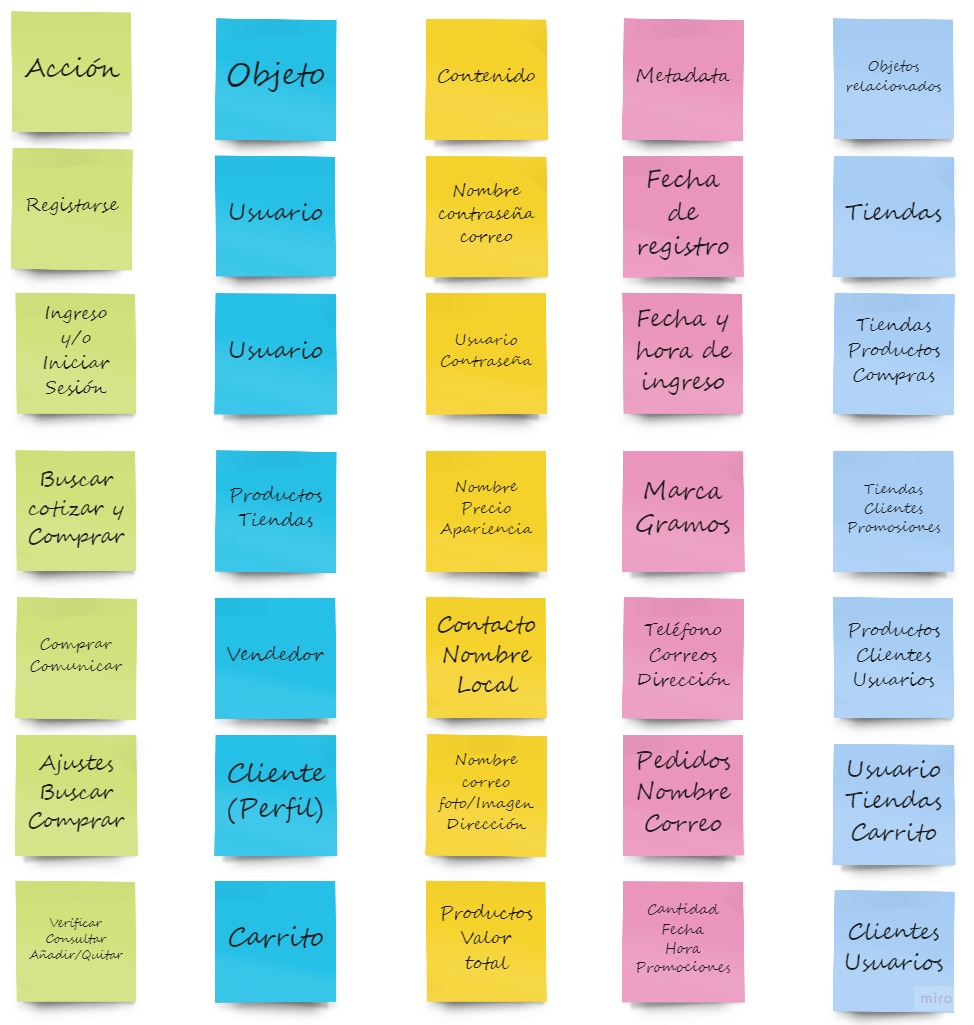 Acción
Objeto
Contenido
Metadata
Objetos
relacionados
Registarse
Usuario
Nombre
contraseña
correo
Fecha
de
registro
Tiendas
Ingreso
y/o
Iniciar
Sesión
Usuario
Usuario
Contraseña
Fecha y
hora de
ingreso
Tiendas
Productos
Compras
Buscar
cotizar y
Comprar
Productos
Tiendas
Nombre
Precio
Apariencia
Marca
Gramos
Tiendas
Clientes
Promosiones
Comprar
Comunicar
Vendedor
Contacto
Nombre
Local
Teléfono
Correos
Dirección
Productos
Clientes
Usuarios
Ajustes
Buscar
Comprar
Cliente
(Perfil)
Nombre
correo
foto/Imagen
Dirección
Pedidos
Nombre
Correo
Usuario
Tiendas
Carrito
Verificar
Consultar
Añadir/Quitar
Carrito
Productos
Valor
total
Cantidad
Fecha
Hora
Promociones
Clientes
Usuarios
miro